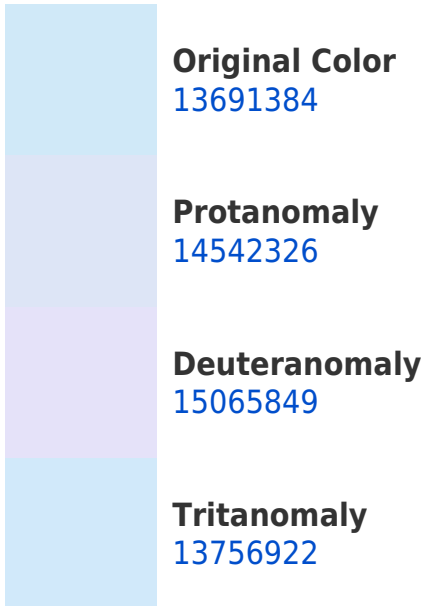 Original Color
13691384
Protanomaly
14542326
Deuteranomaly
15065849
Tritanomaly
13756922